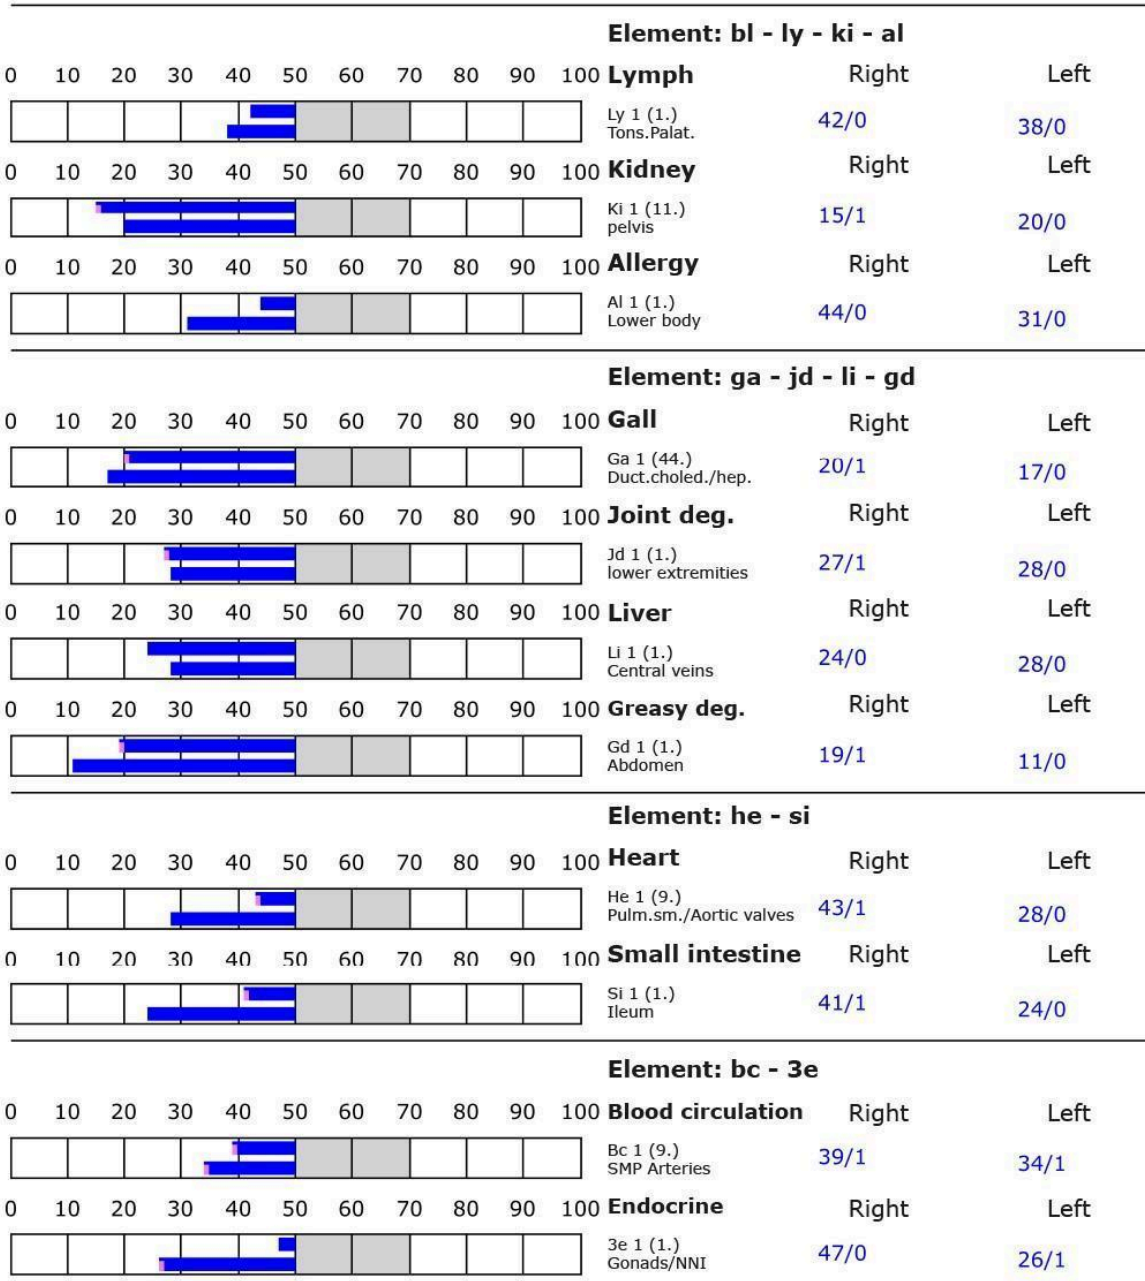 Element: bl - ly - ki - al
0 10 20 30 40 50 60 70 80 90 100 Lymph Right Left
Ly 1 (1.) 42/0 38/0
Tons.Palat.
0 10 20 30 40 50 60 70 80 90 100 Kidney Right Left
Ki 1 (11.) 15/1 20/0
pelvis
0 10 20 30 40 50 60 70 80 90 100 Allergy Right Left
Al 1 (1.) 44/0 31/0
Lower body
Element: ga - jd - li - gd
0 10 20 30 40 50 60 70 80 90 100 Gall Right Left
Ga 1 (44.) 20/1 17/0
Duct.choled./hep.
0 10 20 30 40 50 60 70 80 90 100 Joint deg. Right Left
Jd 1 (1.) 27/1 28/0
lower extremities
0 10 20 30 40 50 60 70 80 90 100 Liver Right Left
Li 1 (1.) 24/0 28/0
Central veins
0 10 20 30 40 50 60 70 80 90 100 Greasy deg. Right Left
Gd 1 (1.) 19/1 11/0
Abdomen
Element: he - si
0 10 20 30 40 50 60 70 80 90 100 Heart Right Left
He 1 (9.) 43/1 28/0
Pulm.sm./Aortic valves
0 10 20 30 40 50 60 70 80 90 100 Small intestine Right Left
Si 1 (1.) 41/1 24/0
Ileum
Element: bc - 3e
0 10 20 30 40 50 60 70 80 90 100 Blood circulation Right Left
Bc 1 (9.) 39/1 34/1
SMP Arteries
0 10 20 30 40 50 60 70 80 90 100 Endocrine Right Left
3e 1 (1.) 47/0 26/1
Gonads/NNI